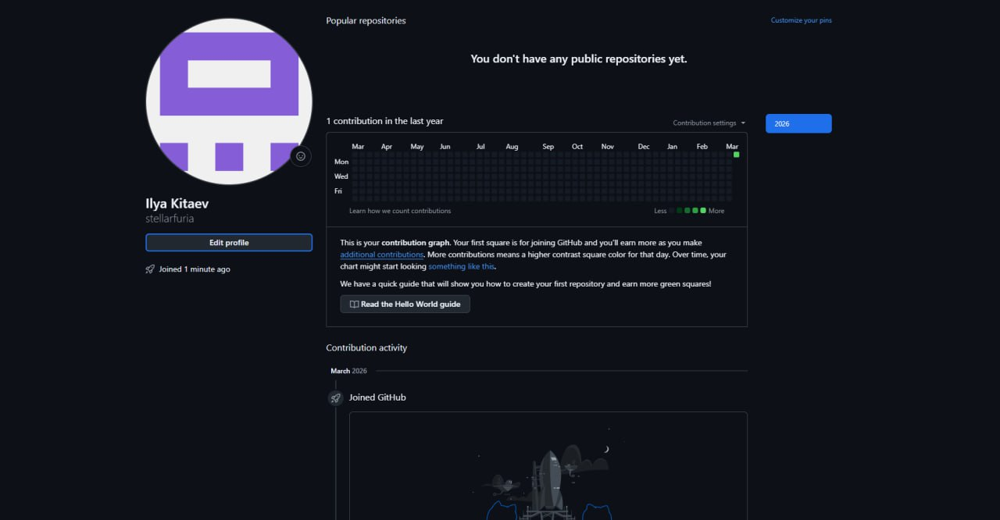 Popular repositories
Customize your pins
You don't have any public repositories yet.
1 contribution in the last year
Contribution settings
2026
Mar Apr May Jun Jul Aug Sep Oct Nov Dec Jan Feb Mar
Mon
Wed
Fri
Learn how we count contributions
Less
More
This is your contribution graph. Your first square is for joining GitHub and you'll earn more as you make
additional contributions. More contributions means a higher contrast square color for that day. Over time, your
chart might start looking something like this.
We have a quick guide that will show you how to create your first repository and earn more green squares!
Read the Hello World guide
Ilya Kitaev
stellarfuria
Edit profile
Joined 1 minute ago
Contribution activity
March 2026
Joined GitHub